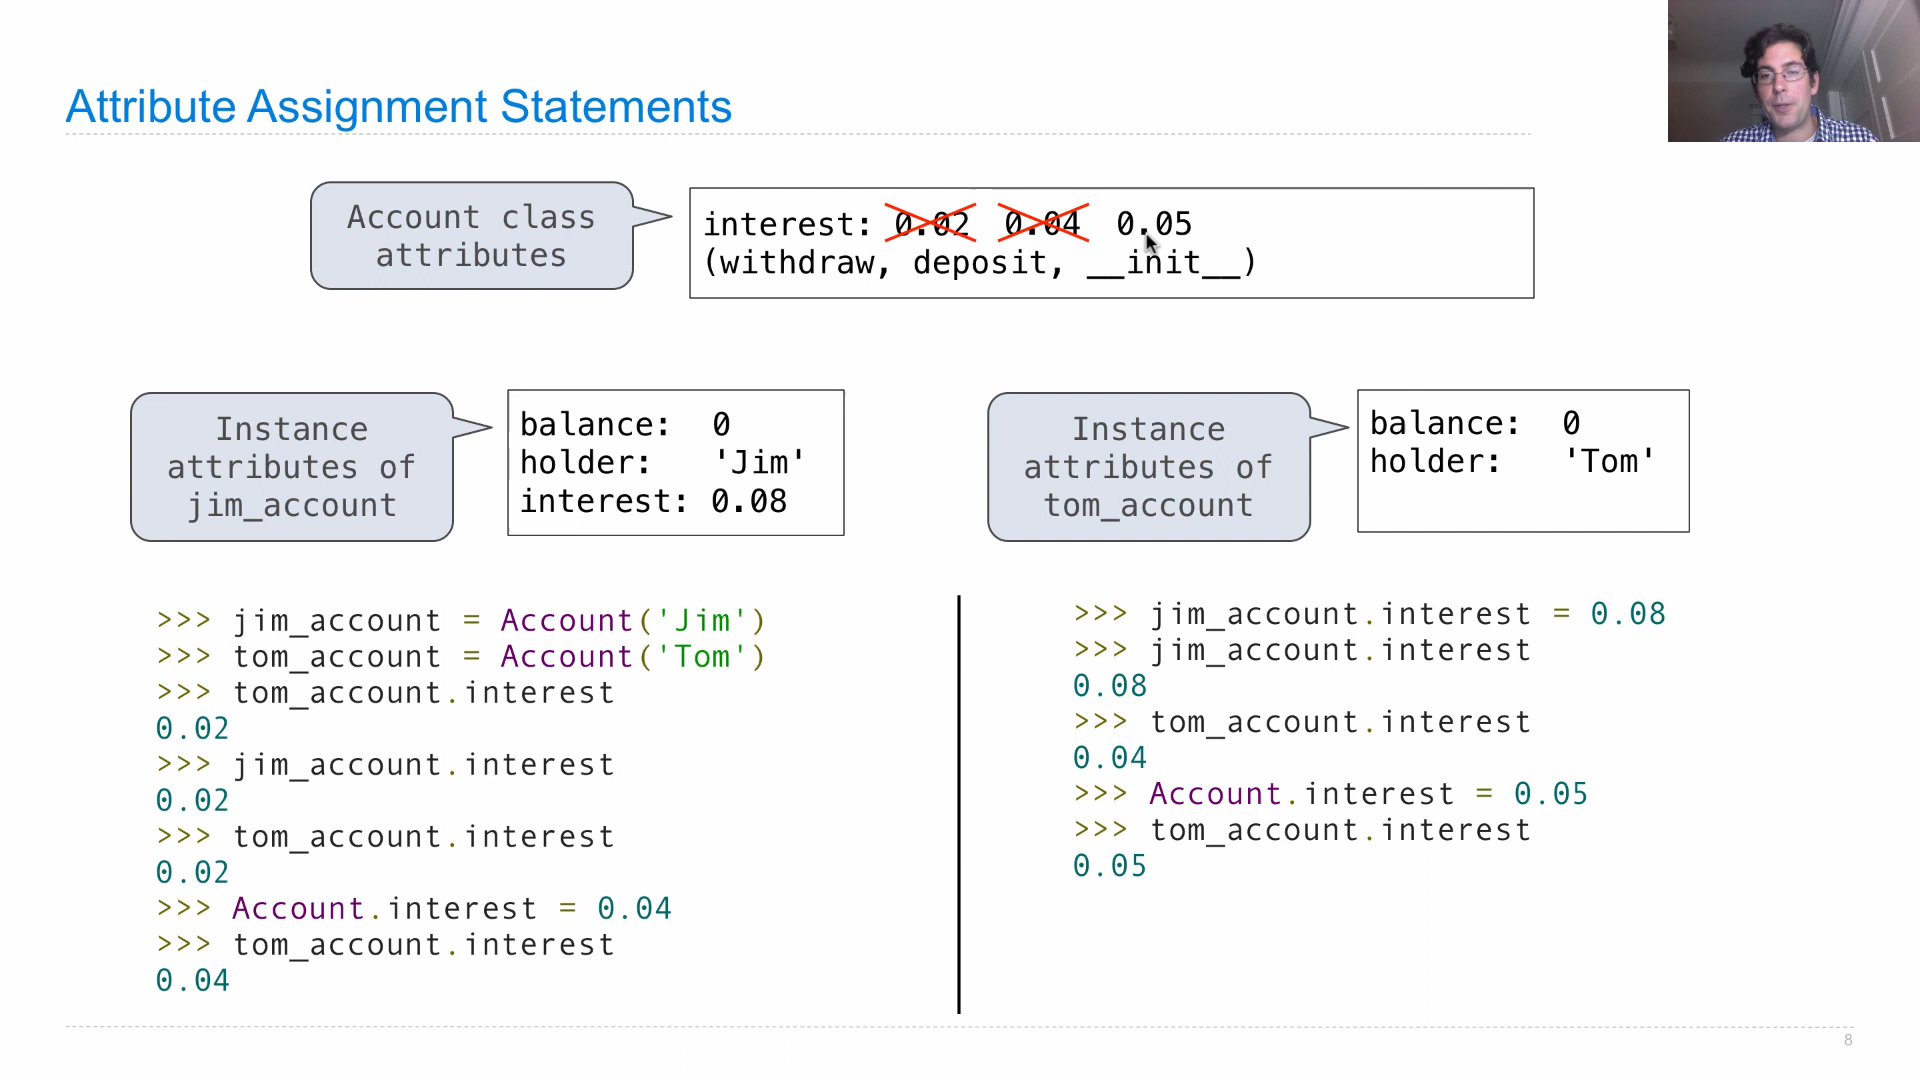 Attribute Assignment Statements
Account class
attributes
interest: 0.02 0.04 0.05
(withdraw, deposit, __init__)
Instance
attributes of
jim_account
balance: 0
holder: 'Jim'
interest: 0.08
Instance
attributes of
tom_account
balance: 0
holder: 'Tom'
>>> jim_account = Account('Jim')
>>> tom_account = Account('Tom')
>>> tom_account.interest
0.02
>>> jim_account.interest
0.02
>>> tom_account.interest
0.02
>>> Account.interest = 0.04
>>> tom_account.interest
0.04
>>> jim_account.interest = 0.08
>>> jim_account.interest
0.08
>>> tom_account.interest
0.04
>>> Account.interest = 0.05
>>> tom_account.interest
0.05
8